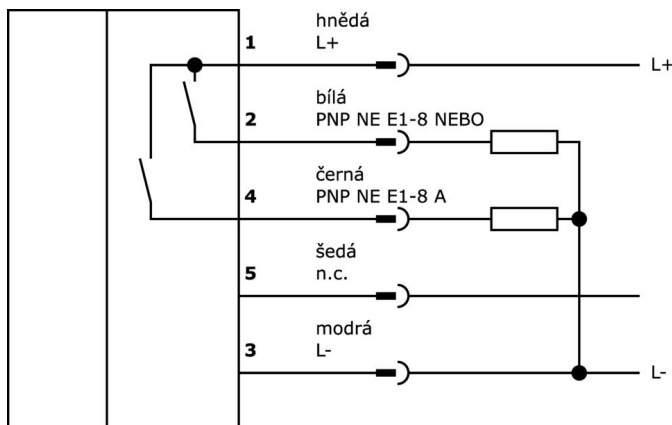 hnědá
1 L+ L+
bílá
2 PNP NE E1-8 NEBO
černá
4 PNP NE E1-8 A
šedá
5 n.c.
modrá
3 L- L-